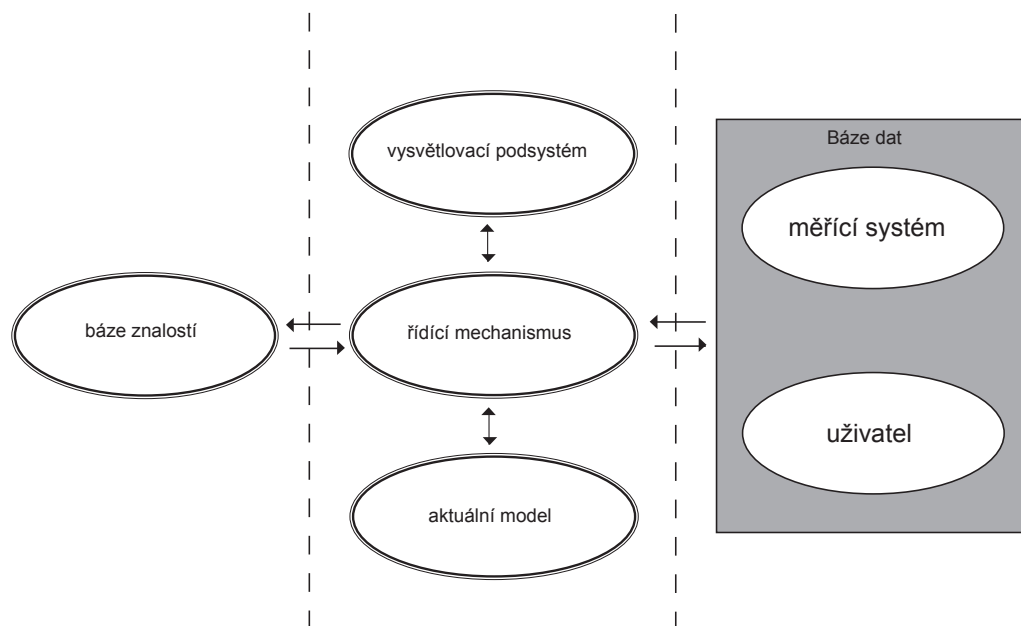 vysvětlovací podsystém
Báze dat
měřící systém
báze znalostí
řídící mechanismus
uživatel
aktuální model